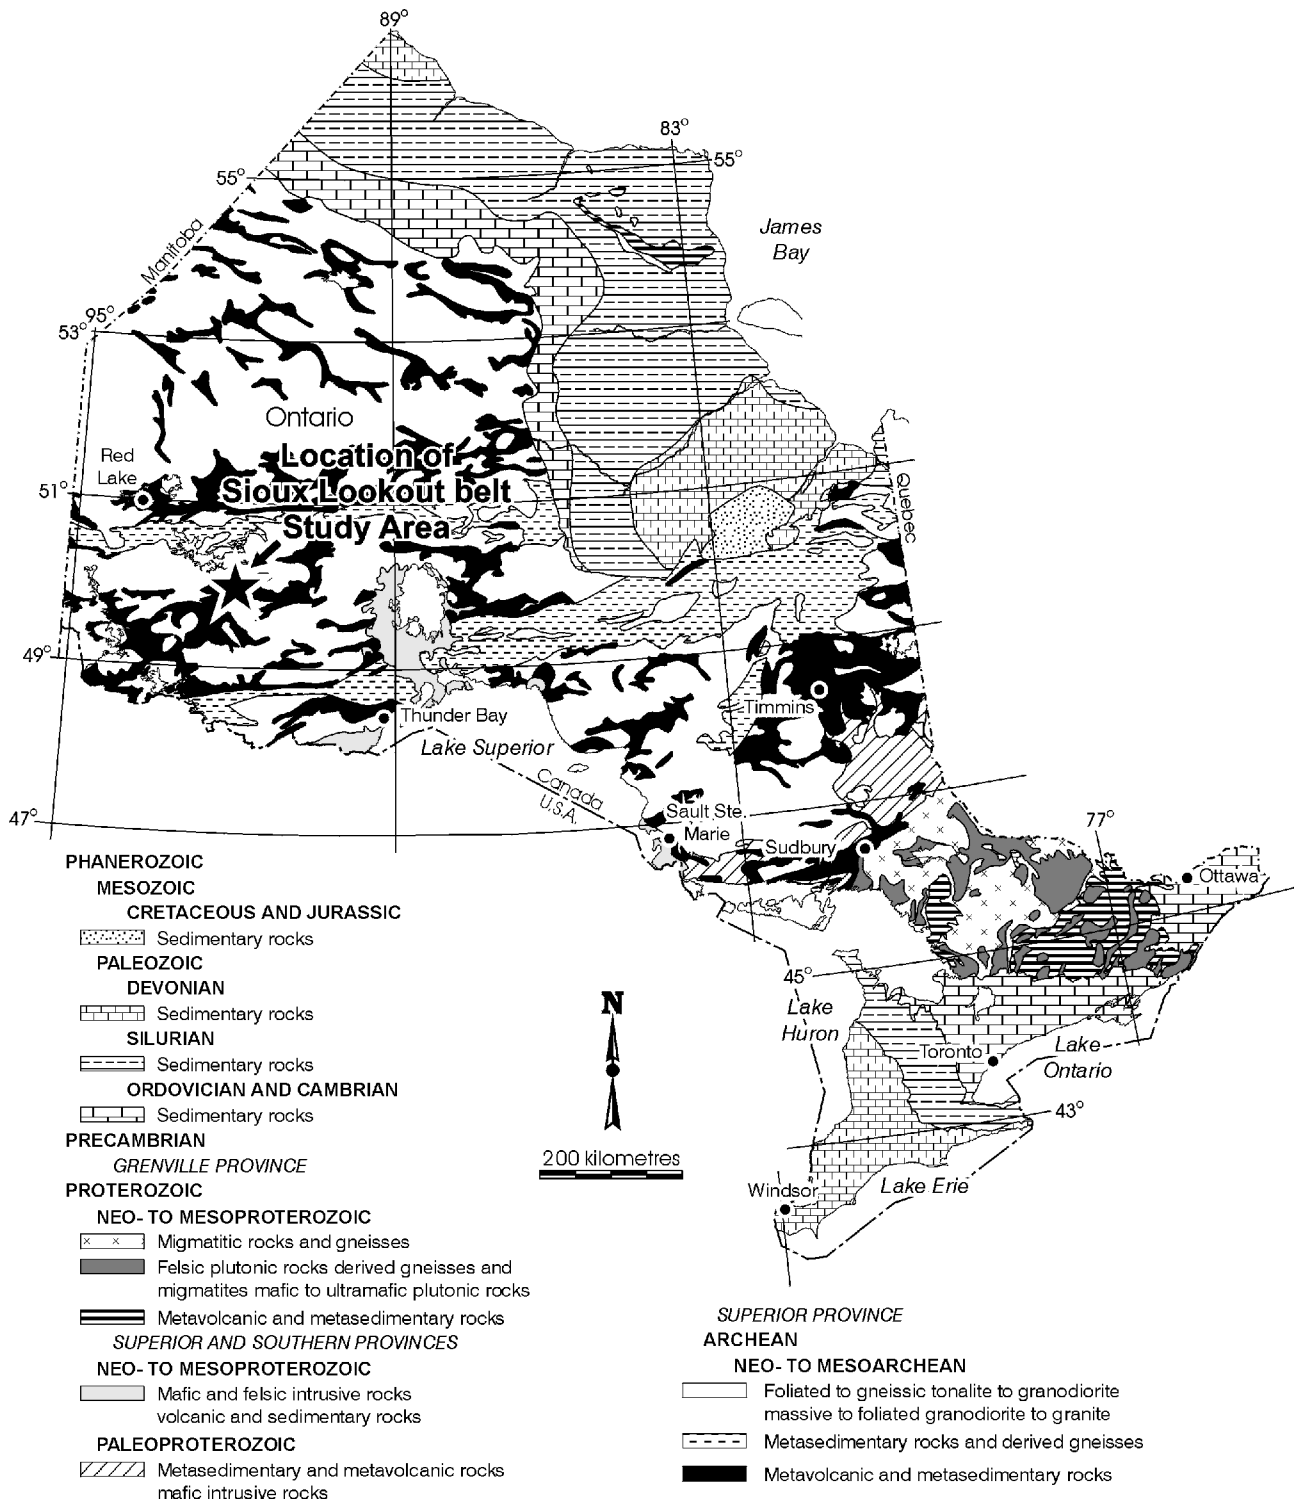 89°
83°
55°
55°
James
Bay
Manitoba
95°
53°
Ontario
Location of
Sioux Lookout belt
Study Area
Red
Lake
51°
Quebec
49°
Timmins
Thunder Bay
Lake Superior
Canada
U.S.A.
47°
Sault Ste.
Marie
Sudbury
77°
Ottawa
45°
Lake
Huron
Toronto
Lake
Ontario
43°
Windsor
Lake Erie
N
200 kilometres
PHANEROZOIC
MESOZOIC
CRETACEOUS AND JURASSIC
Sedimentary rocks
PALEOZOIC
DEVONIAN
Sedimentary rocks
SILURIAN
Sedimentary rocks
ORDOVICIAN AND CAMBRIAN
Sedimentary rocks
PRECAMBRIAN
GRENVILLE PROVINCE
PROTEROZOIC
NEO- TO MESOPROTEROZOIC
Migmatitic rocks and gneisses
Felsic plutonic rocks derived gneisses and
migmatites mafic to ultramafic plutonic rocks
Metavolcanic and metasedimentary rocks
SUPERIOR AND SOUTHERN PROVINCES
NEO- TO MESOPROTEROZOIC
Mafic and felsic intrusive rocks
volcanic and sedimentary rocks
PALEOPROTEROZOIC
Metasedimentary and metavolcanic rocks
mafic intrusive rocks
SUPERIOR PROVINCE
ARCHEAN
NEO- TO MESOARCHEAN
Foliated to gneissic tonalite to granodiorite
massive to foliated granodiorite to granite
Metasedimentary rocks and derived gneisses
Metavolcanic and metasedimentary rocks